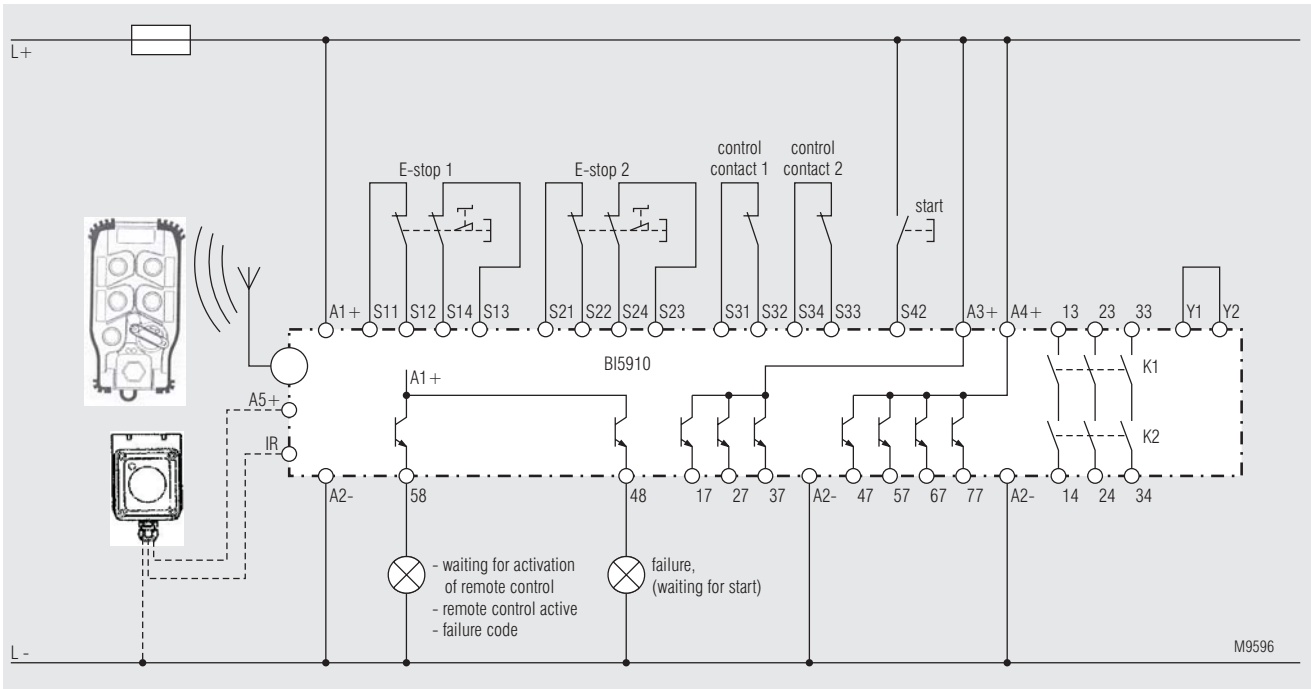 L+
E-stop 1
E-stop 2
control
contact 1
control
contact 2
start
A1+ S11 S12 S14 S13 S21 S22 S24 S23 S31 S32 S34 S33 S42 A3+ A4+ 13 23 33 Y1 Y2
BI5910
K1
A1+
A5+
IR
K2
A2- 58 48 17 27 37 A2- 47 57 67 77 A2- 14 24 34
- waiting for activation
of remote control
- remote control active
- failure code
failure,
(waiting for start)
L -
M9596